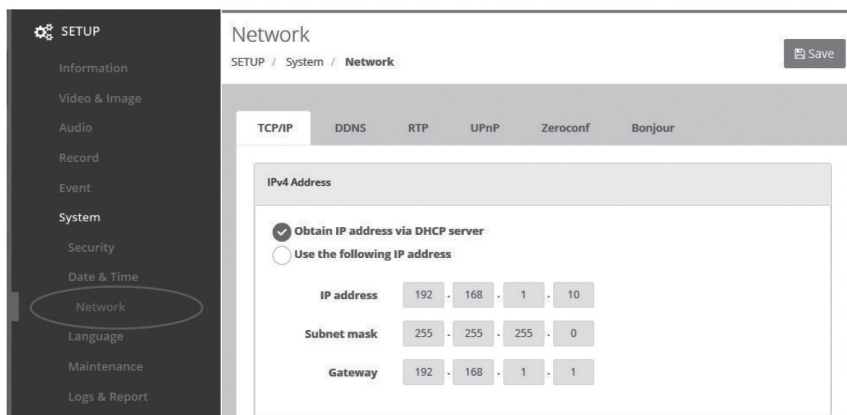 SETUP
Information
Video & Image
Audio
Record
Event
System
Security
Date & Time
Network
Language
Maintenance
Logs & Report
Network
SETUP / System / Network
Save
TCP/IP DDNS RTP UPnP Zeroconf Bonjour
IPv4 Address
Obtain IP address via DHCP server
Use the following IP address
IP address 192 . 168 . 1 . 10
Subnet mask 255 . 255 . 255 . 0
Gateway 192 . 168 . 1 . 1